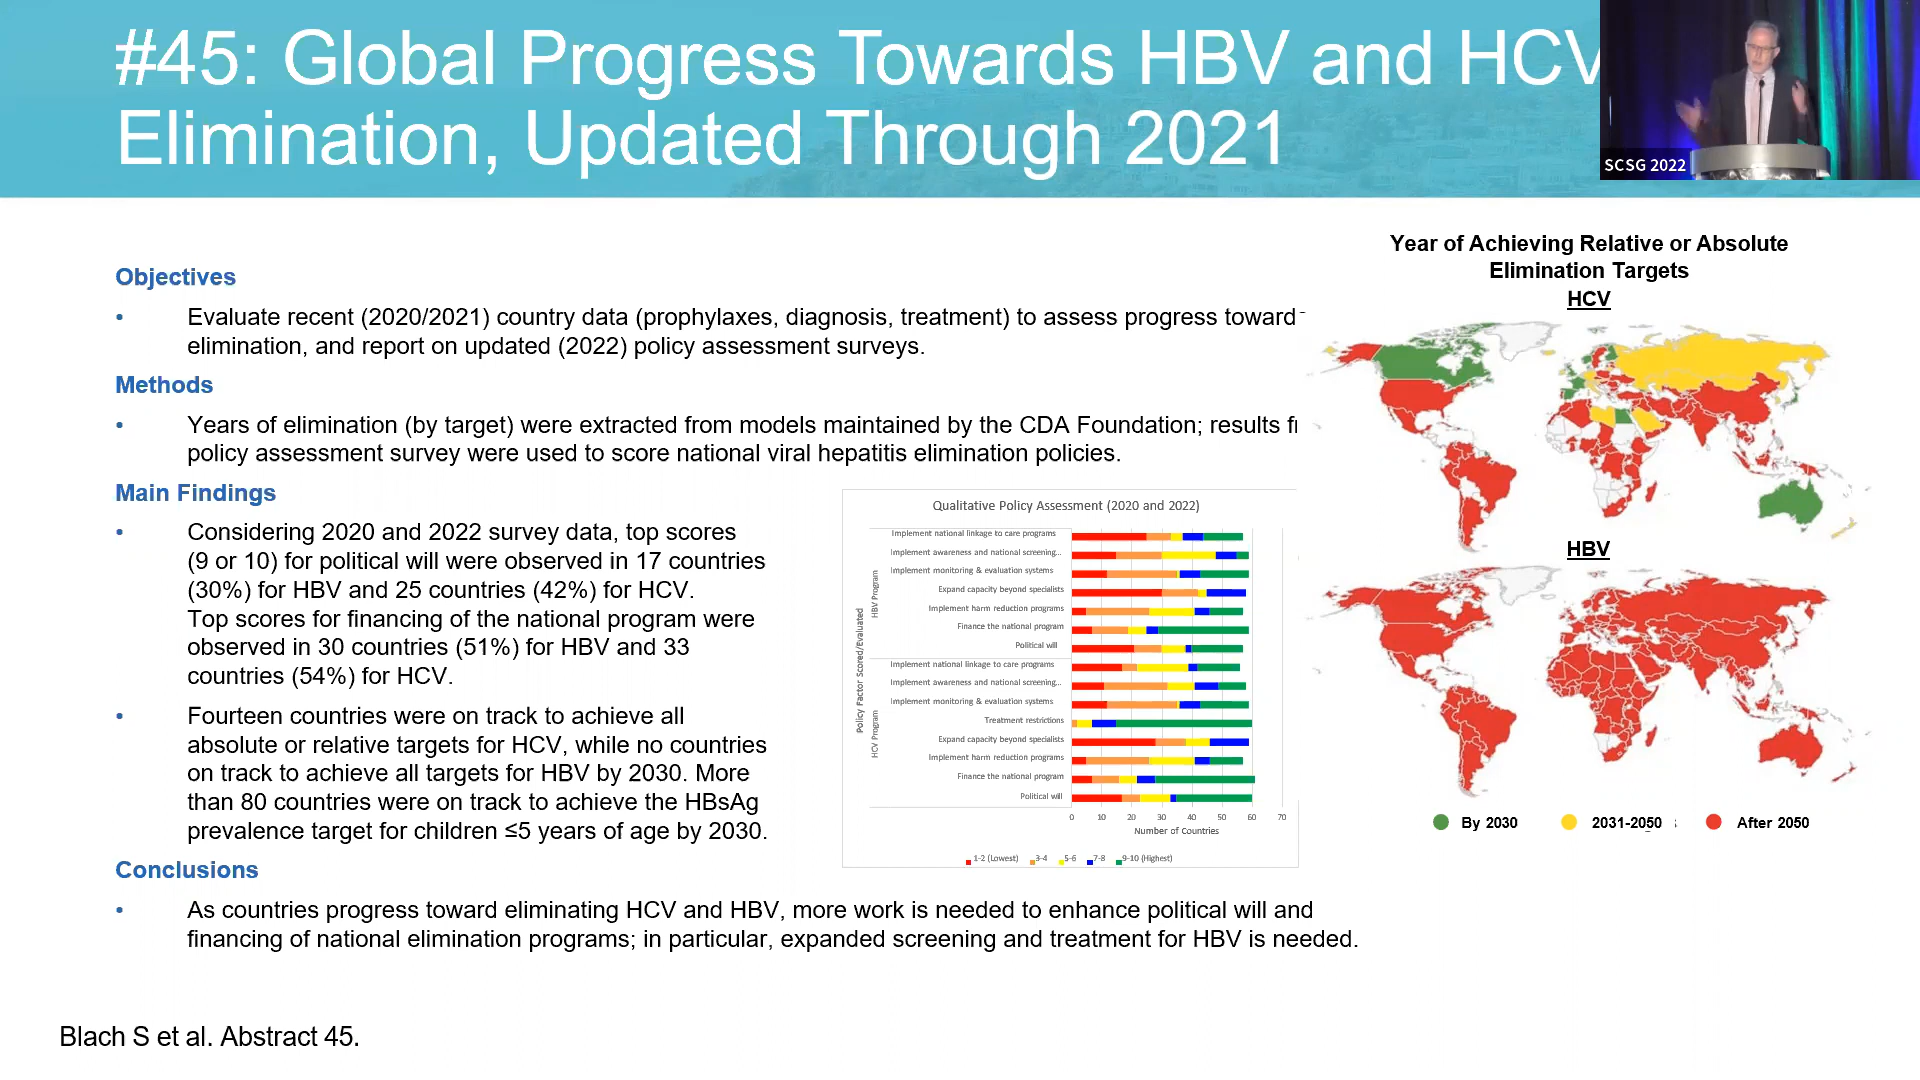 #45: Global Progress Towards HBV and HCV
Elimination, Updated Through 2021
SCSG 2022
Objectives
• Evaluate recent (2020/2021) country data (prophylaxes, diagnosis, treatment) to assess progress toward
elimination, and report on updated (2022) policy assessment surveys.
Methods
• Years of elimination (by target) were extracted from models maintained by the CDA Foundation; results
policy assessment survey were used to score national viral hepatitis elimination policies.
Main Findings
• Considering 2020 and 2022 survey data, top scores
(9 or 10) for political will were observed in 17 countries
(30%) for HBV and 25 countries (42%) for HCV.
Top scores for financing of the national program were
observed in 30 countries (51%) for HBV and 33
countries (54%) for HCV.
• Fourteen countries were on track to achieve all
absolute or relative targets for HCV, while no countries
on track to achieve all targets for HBV by 2030. More
than 80 countries were on track to achieve the HBsAg
prevalence target for children ≤5 years of age by 2030.
Conclusions
• As countries progress toward eliminating HCV and HBV, more work is needed to enhance political will and
financing of national elimination programs; in particular, expanded screening and treatment for HBV is needed.
Qualitative Policy Assessment (2020 and 2022)
Policy Factor Scored/Evaluated
HBV Program
Implement national linkage to care programs
Implement awareness and national screening...
Implement monitoring & evaluation systems
Expand capacity beyond specialists
Implement harm reduction programs
Finance the national program
Political will
HCV Program
Implement national linkage to care programs
Implement awareness and national screening...
Implement monitoring & evaluation systems
Treatment restrictions
Expand capacity beyond specialists
Implement harm reduction programs
Finance the national program
Political will
0 10 20 30 40 50 60 70
Number of Countries
1-2 (Lowest) 3-4 5-6 7-8 9-10 (Highest)
Year of Achieving Relative or Absolute
Elimination Targets
HCV
HBV
By 2030 2031-2050 After 2050
Blach S et al. Abstract 45.